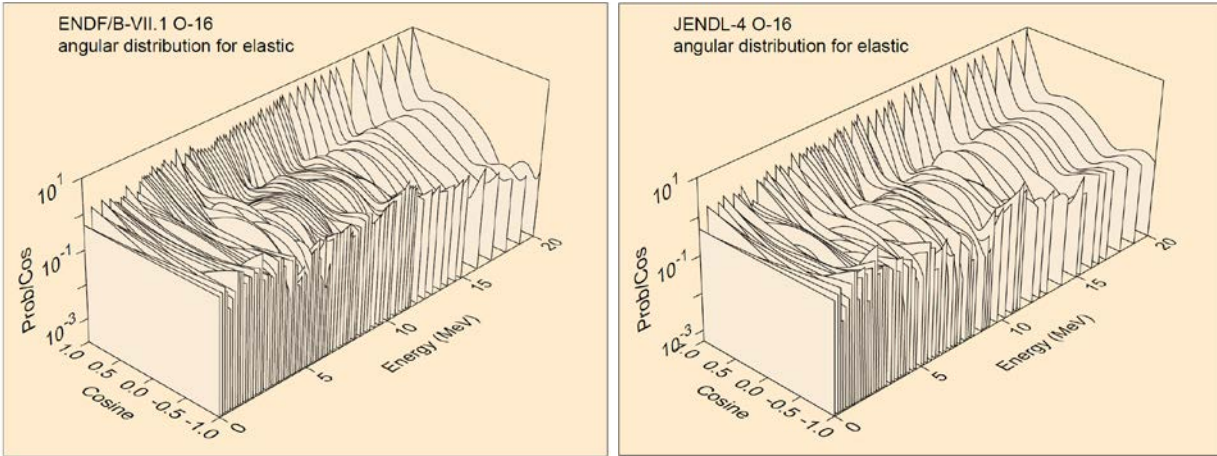 ENDF/B-VII.1 O-16
angular distribution for elastic
10^1
10^-1
10^-3
Prob/Cos
1.0
0.5
0.0
-0.5
-1.0
Cosine
0
5
10
15
20
Energy (MeV)
JENDL-4 O-16
angular distribution for elastic
10^1
10^-1
10^-3
Prob/Cos
0.5
0.0
-0.5
-1.0
Cosine
0
5
10
15
20
Energy (MeV)